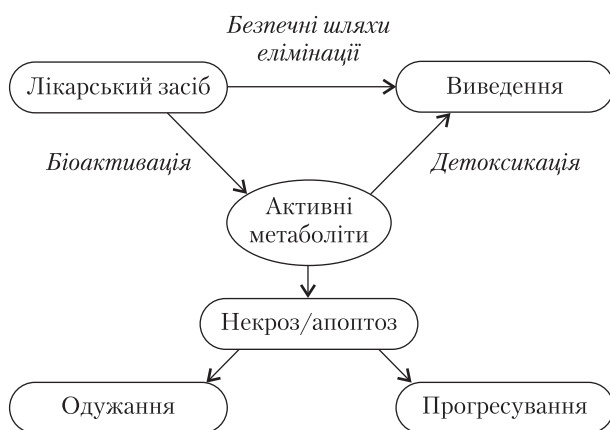 Безпечні шляхи
елімінації
Лікарський засіб
Виведення
Біоактивація
Детоксикація
Активні
метаболіти
Некроз/апоптоз
Одужання
Прогресування